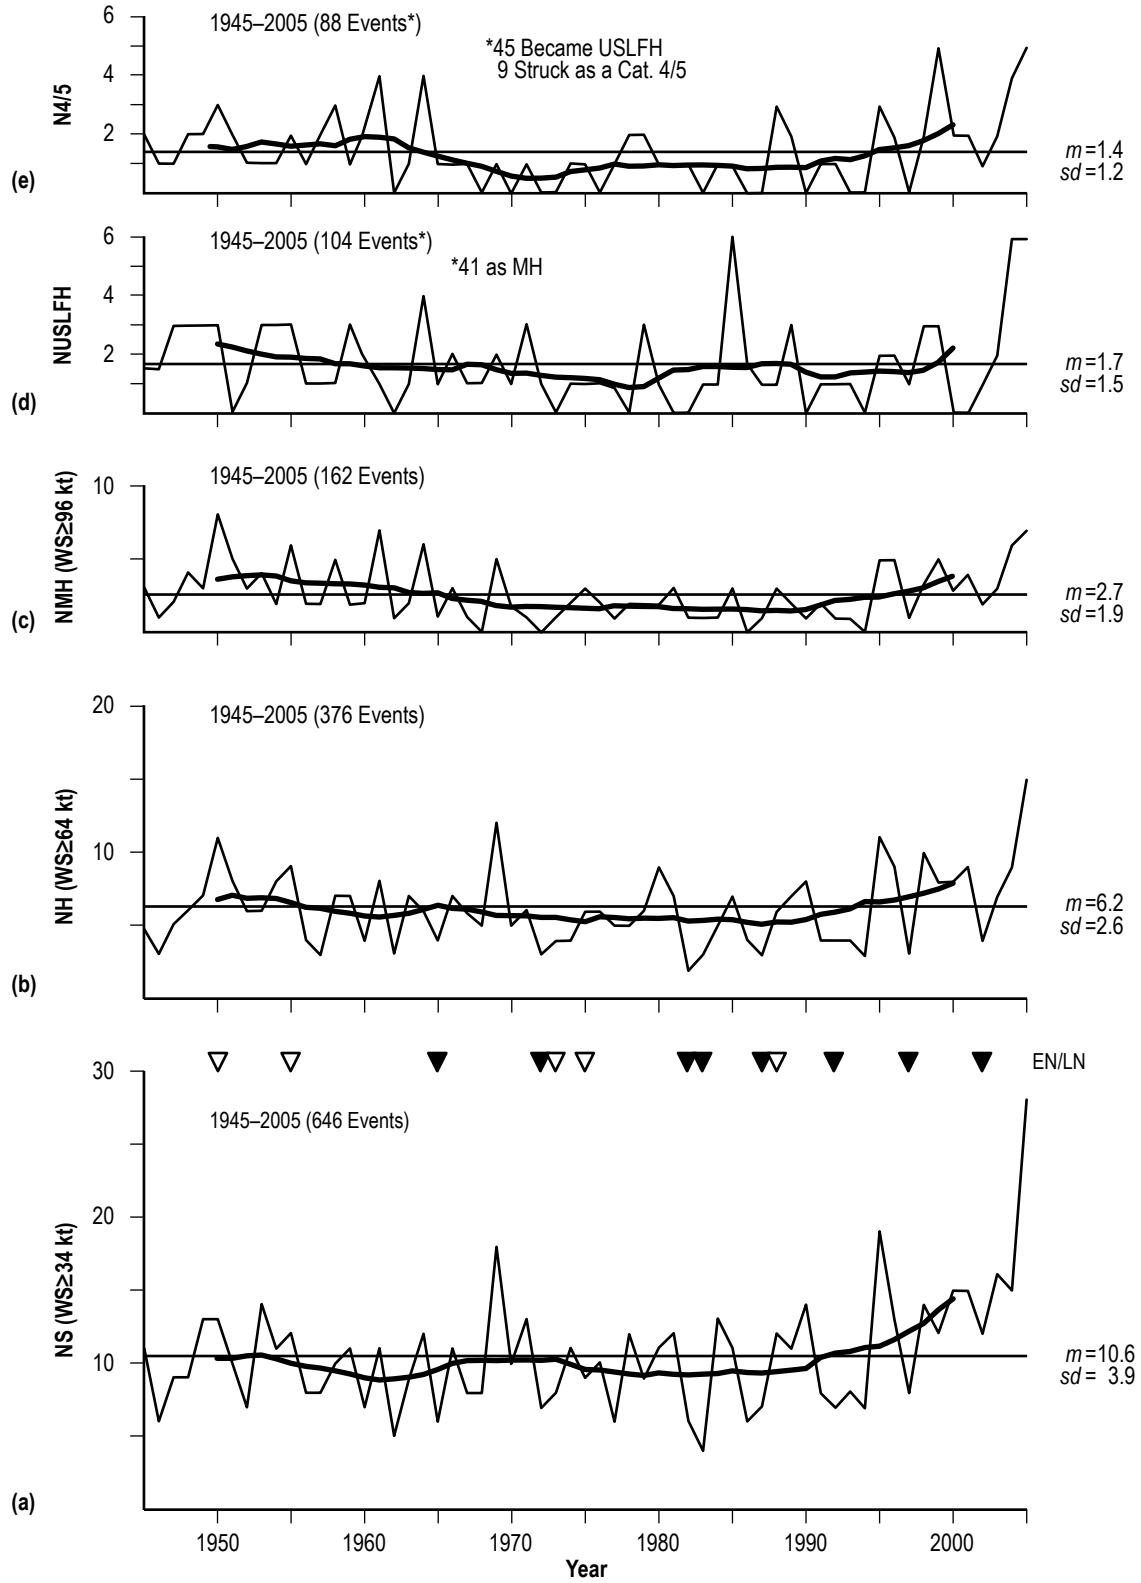 6
4
2
N4/5
(e)
1945–2005 (88 Events*)
*45 Became USLFH
9 Struck as a Cat. 4/5
m=1.4
sd=1.2
6
4
2
NUSLFH
(d)
1945–2005 (104 Events*)
*41 as MH
m=1.7
sd=1.5
10
NMH (WS≥96 kt)
(c)
1945–2005 (162 Events)
m=2.7
sd=1.9
20
10
NH (WS≥64 kt)
(b)
1945–2005 (376 Events)
m=6.2
sd=2.6
EN/LN
30
20
10
NS (WS≥34 kt)
(a)
1945–2005 (646 Events)
m=10.6
sd= 3.9
1950 1960 1970 1980 1990 2000
Year